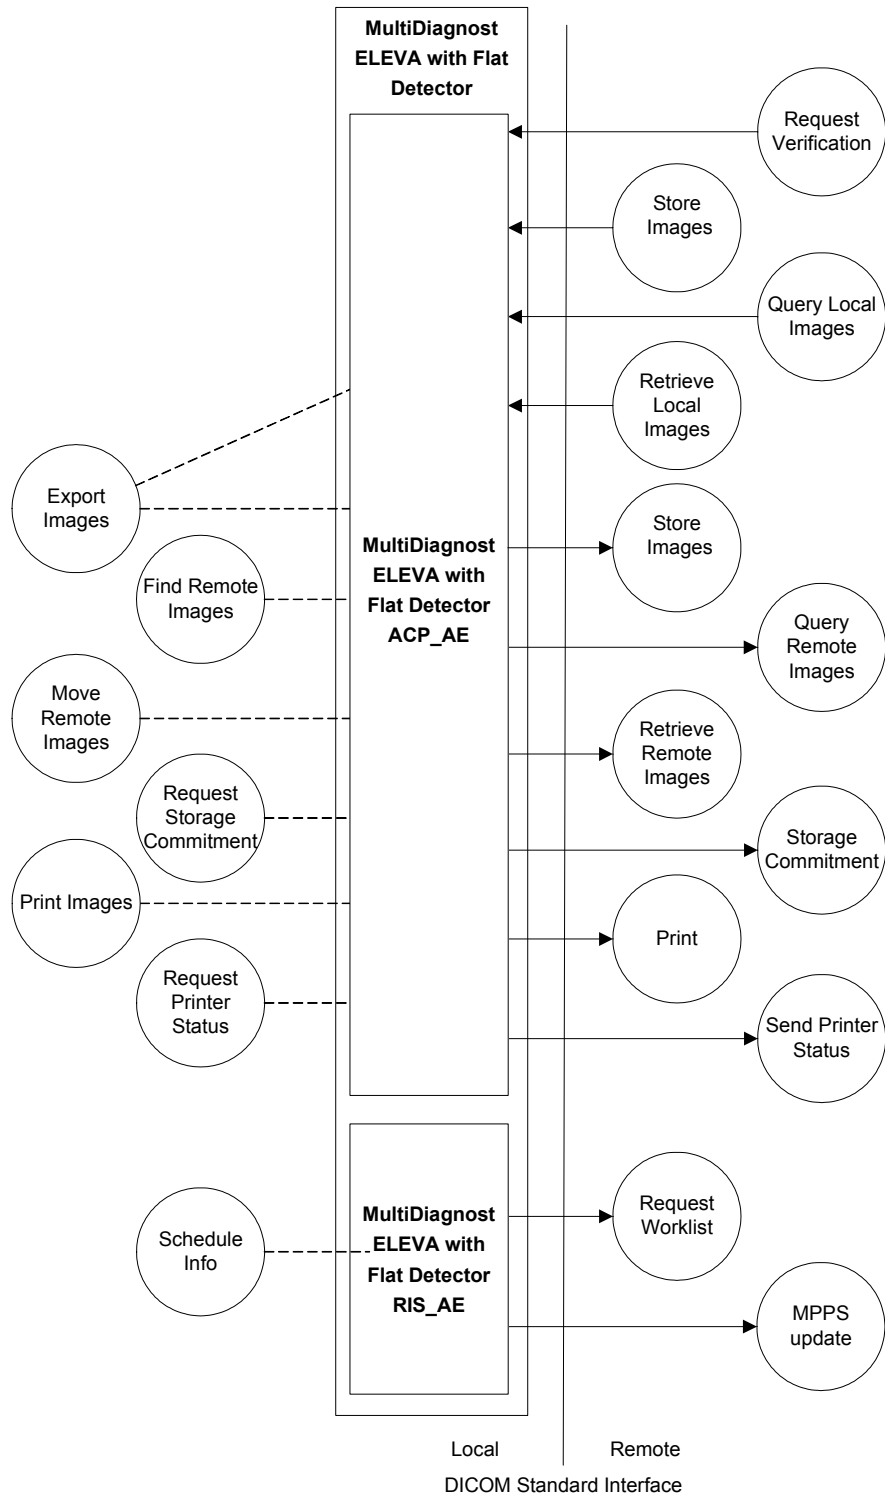 MultiDiagnost
ELEVA with Flat
Detector
Request
Verification
Store
Images
Query Local
Images
Retrieve
Local
Images
Export
Images
Store
Images
MultiDiagnost
ELEVA with
Flat Detector
ACP_AE
Find Remote
Images
Query
Remote
Images
Move
Remote
Images
Retrieve
Remote
Images
Request
Storage
Commitment
Storage
Commitment
Print Images
Print
Request
Printer
Status
Send Printer
Status
Request
Worklist
MultiDiagnost
ELEVA with
Flat Detector
RIS_AE
Schedule
Info
MPPS
update
Local
Remote
DICOM Standard Interface